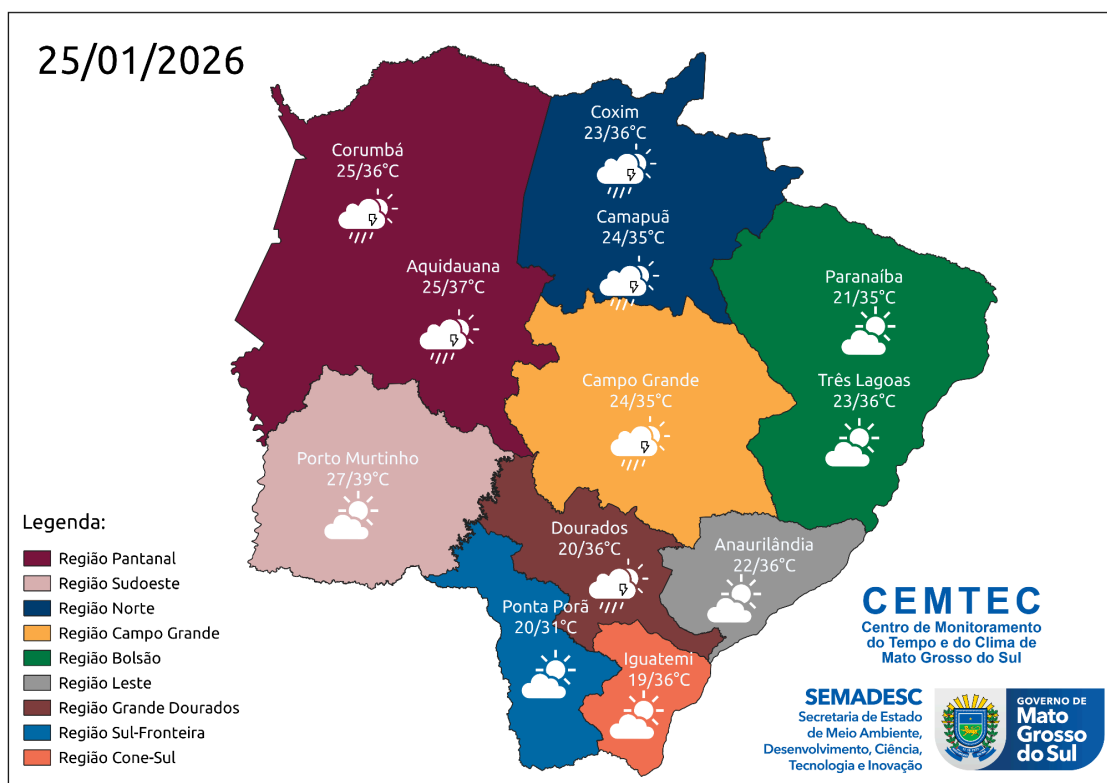 25/01/2026
Coxim
23/36°C
Corumbá
25/36°C
Camapuã
24/35°C
Aquidauana
25/37°C
Paranaíba
21/35°C
Campo Grande
24/35°C
Três Lagoas
23/36°C
Porto Murtinho
27/39°C
Dourados
20/36°C
Anaurilândia
22/36°C
Ponta Porã
20/31°C
Iguatemi
19/36°C
Legenda:
Região Pantanal
Região Sudoeste
Região Norte
Região Campo Grande
Região Bolsão
Região Leste
Região Grande Dourados
Região Sul-Fronteira
Região Cone-Sul
CEMTEC
Centro de Monitoramento
do Tempo e do Clima de
Mato Grosso do Sul
SEMADESC
Secretaria de Estado
de Meio Ambiente,
Desenvolvimento, Ciência,
Tecnologia e Inovação
GOVERNO DE
Mato
Grosso
do Sul